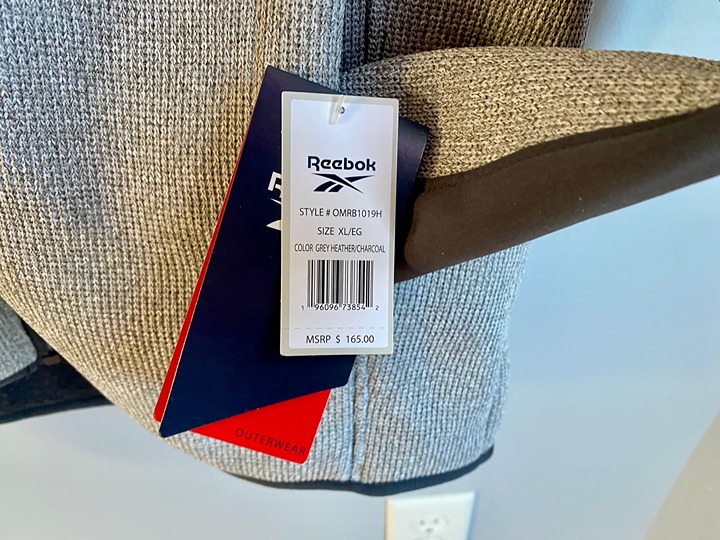 Reebok
STYLE # OMRB1019H
SIZE XL/EG
COLOR GREY HEATHER/CHARCOAL
1 96096 73854 2
MSRP $ 165.00
OUTERWEAR